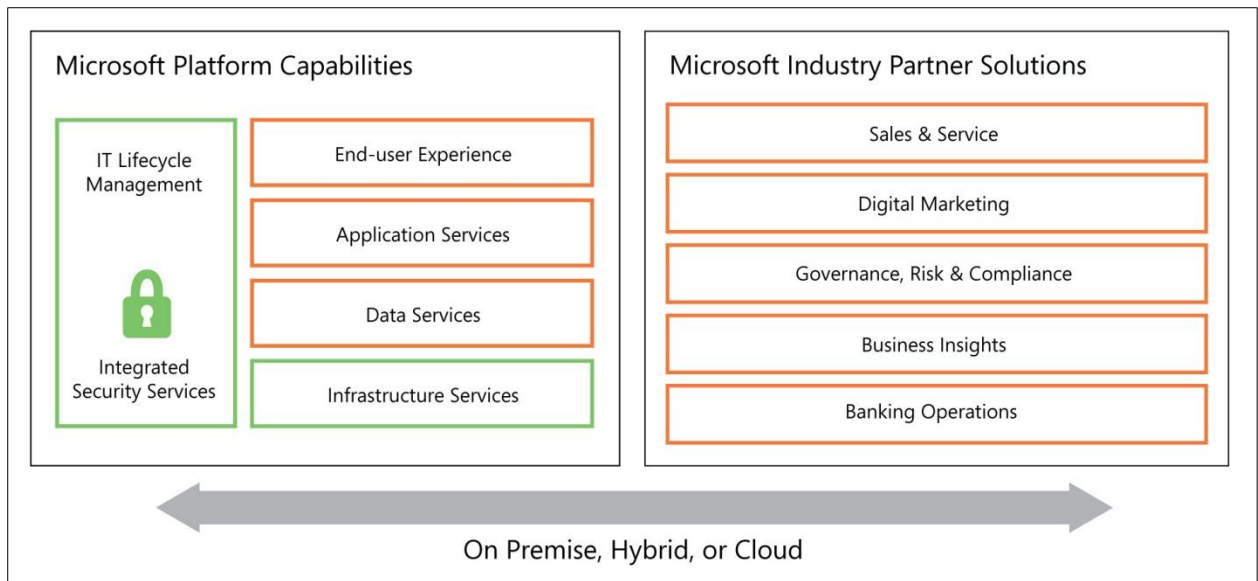 Microsoft Platform Capabilities
IT Lifecycle
Management
Integrated
Security Services
End-user Experience
Application Services
Data Services
Infrastructure Services
Microsoft Industry Partner Solutions
Sales & Service
Digital Marketing
Governance, Risk & Compliance
Business Insights
Banking Operations
On Premise, Hybrid, or Cloud